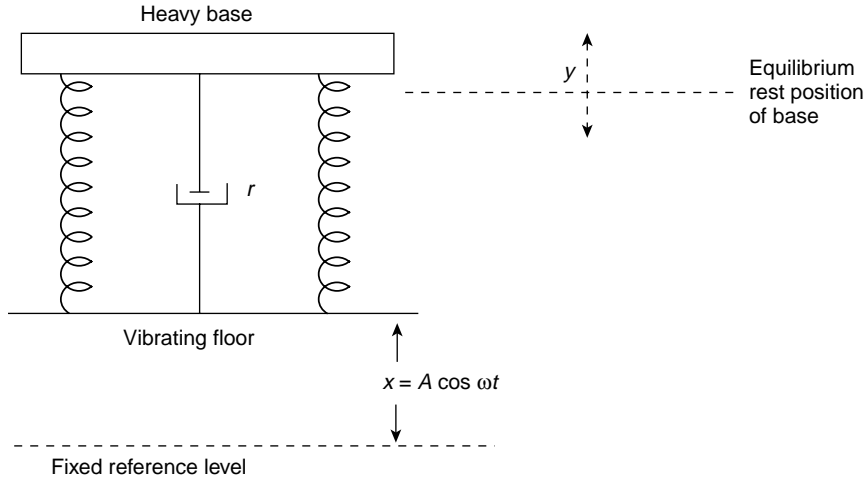 Heavy base
y
Equilibrium
rest position
of base
r
Vibrating floor
x = A cos ωt
Fixed reference level